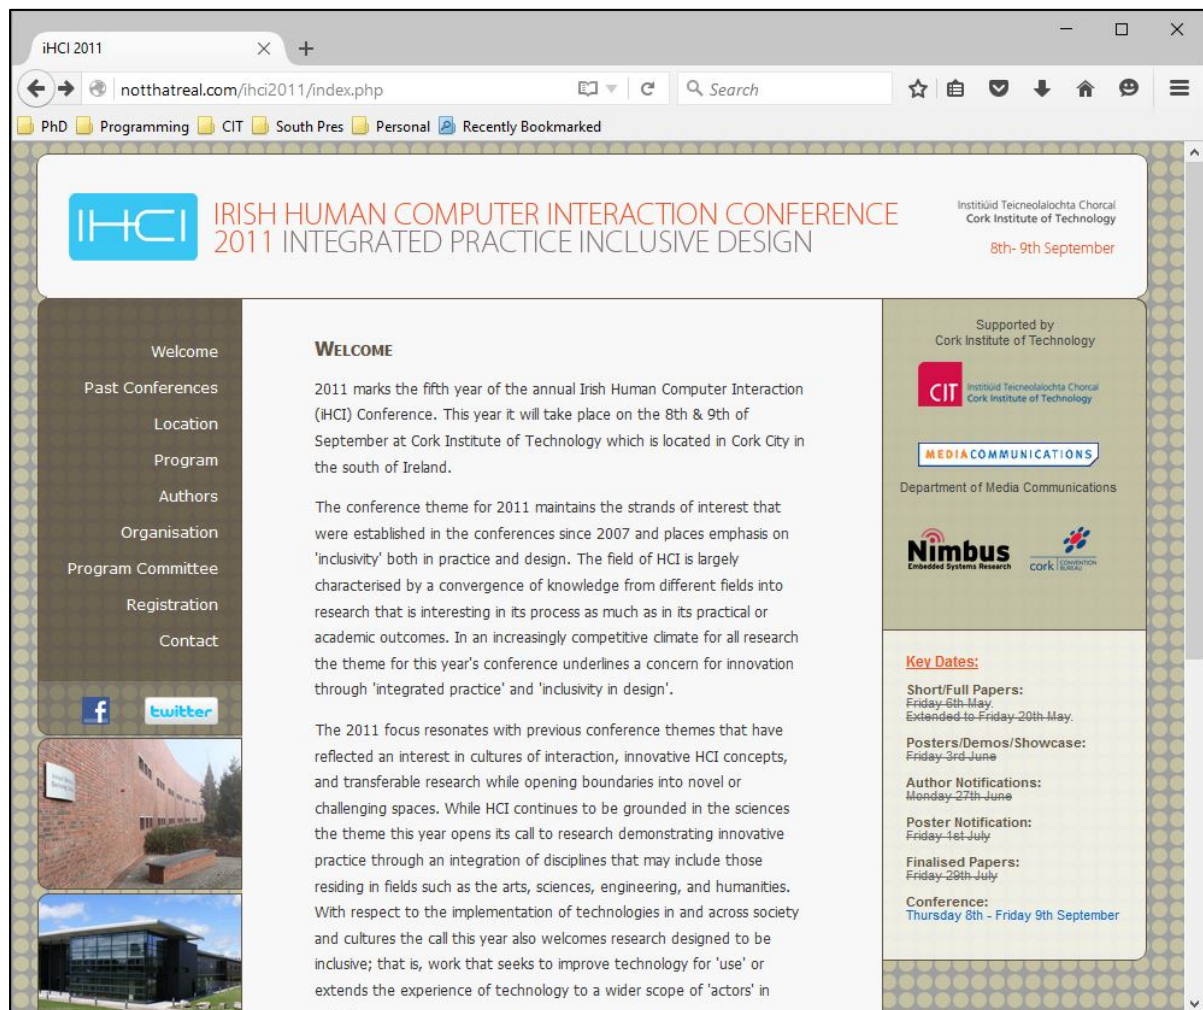 iHCI 2011
notthatreal.com/ihci2011/index.php
Search
PhD Programming CIT South Pres Personal Recently Bookmarked
IHCI
IRISH HUMAN COMPUTER INTERACTION CONFERENCE
2011 INTEGRATED PRACTICE INCLUSIVE DESIGN
Institiúid Teicneolaíochta Chorcaí
Cork Institute of Technology
8th- 9th September
Welcome
Past Conferences
Location
Program
Authors
Organisation
Program Committee
Registration
Contact
f twitter
WELCOME
2011 marks the fifth year of the annual Irish Human Computer Interaction
(iHCI) Conference. This year it will take place on the 8th & 9th of
September at Cork Institute of Technology which is located in Cork City in
the south of Ireland.
The conference theme for 2011 maintains the strands of interest that
were established in the conferences since 2007 and places emphasis on
'inclusivity' both in practice and design. The field of HCI is largely
characterised by a convergence of knowledge from different fields into
research that is interesting in its process as much as in its practical or
academic outcomes. In an increasingly competitive climate for all research
the theme for this year's conference underlines a concern for innovation
through 'integrated practice' and 'inclusivity in design'.
The 2011 focus resonates with previous conference themes that have
reflected an interest in cultures of interaction, innovative HCI concepts,
and transferable research while opening boundaries into novel or
challenging spaces. While HCI continues to be grounded in the sciences
the theme this year opens its call to research demonstrating innovative
practice through an integration of disciplines that may include those
residing in fields such as the arts, sciences, engineering, and humanities.
With respect to the implementation of technologies in and across society
and cultures the call this year also welcomes research designed to be
inclusive; that is, work that seeks to improve technology for 'use' or
extends the experience of technology to a wider scope of 'actors' in
Supported by
Cork Institute of Technology
CIT
Institiúid Teicneolaíochta Chorcaí
Cork Institute of Technology
MEDIA COMMUNICATIONS
Department of Media Communications
Nimbus
Embedded Systems Research
cork CONVENTION BUREAU
Key Dates:
Short/Full Papers:
Friday 6th May.
Extended to Friday 20th May.
Posters/Demos/Showcase:
Friday 3rd June
Author Notifications:
Monday 27th June
Poster Notification:
Friday 1st July
Finalised Papers:
Friday 29th July
Conference:
Thursday 8th - Friday 9th September